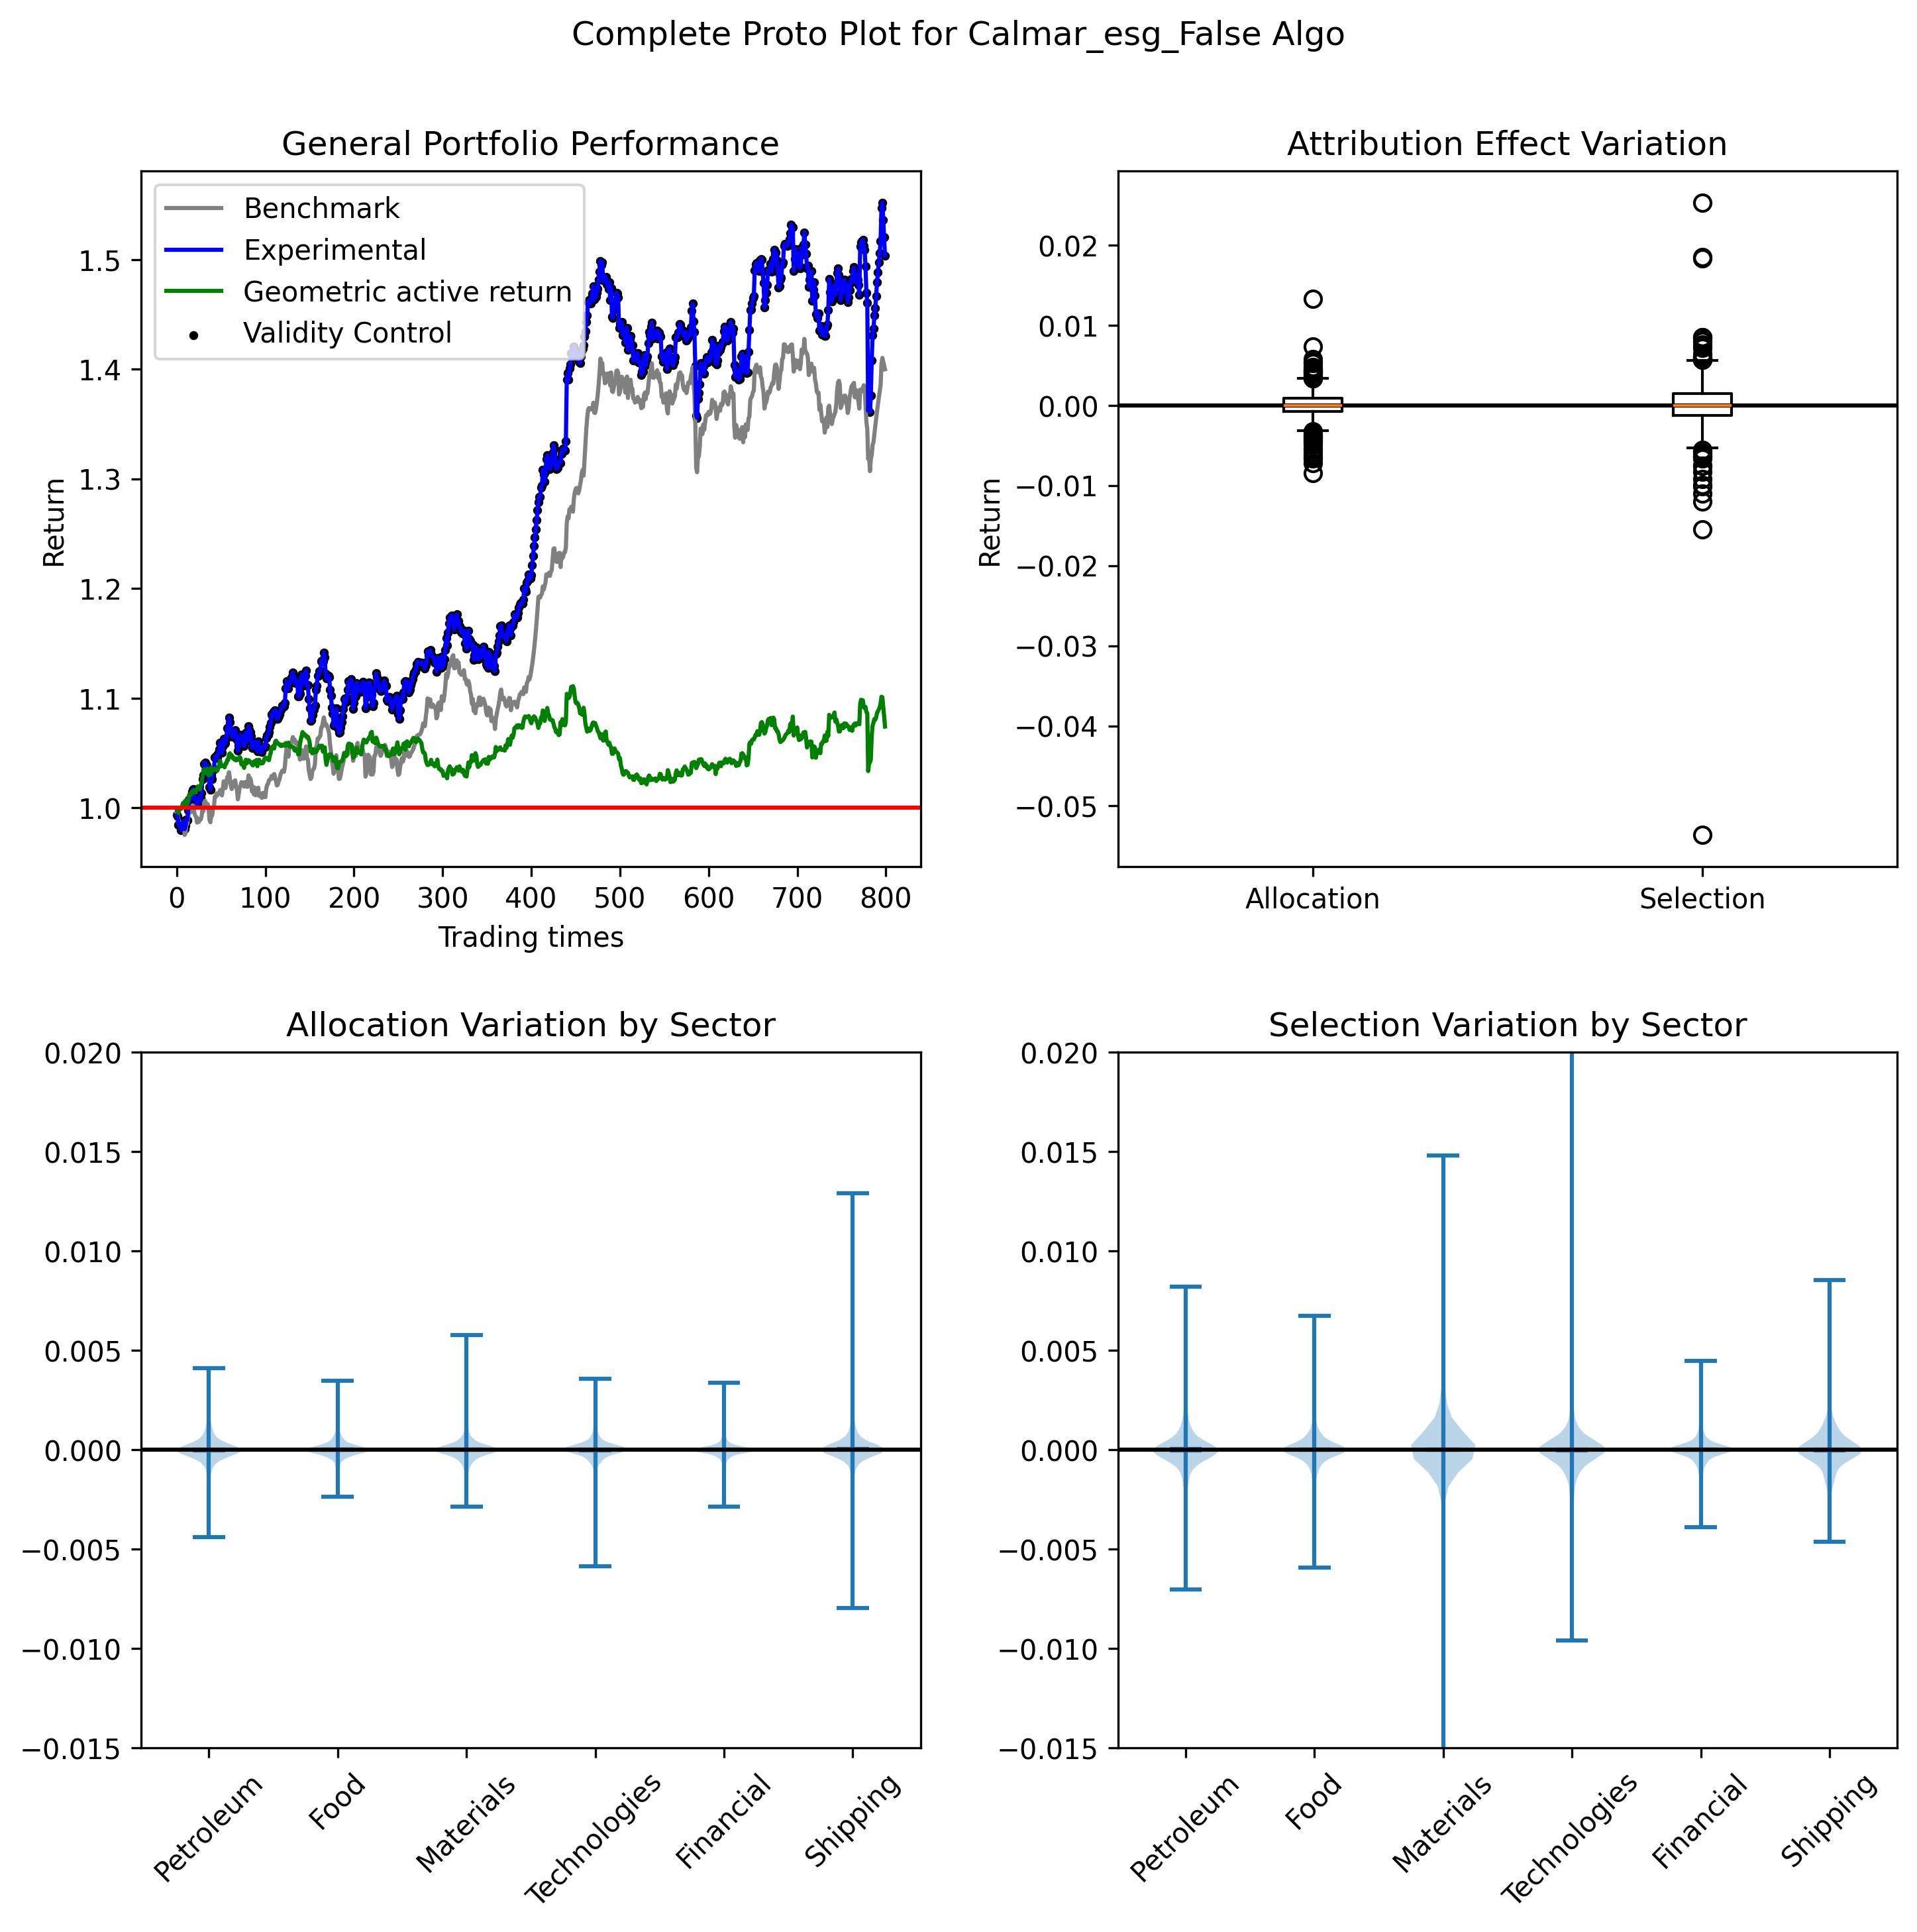 Complete Proto Plot for Calmar_esg_False Algo
General Portfolio Performance
Benchmark
Experimental
Geometric active return
Validity Control
1.5
1.4
1.3
1.2
1.1
1.0
Return
0 100 200 300 400 500 600 700 800
Trading times
Attribution Effect Variation
0.02
0.01
0.00
−0.01
−0.02
−0.03
−0.04
−0.05
Return
Allocation Selection
Allocation Variation by Sector
0.020
0.015
0.010
0.005
0.000
−0.005
−0.010
−0.015
Petroleum
Food
Materials
Technologies
Financial
Shipping
Selection Variation by Sector
0.020
0.015
0.010
0.005
0.000
−0.005
−0.010
−0.015
Petroleum
Food
Materials
Technologies
Financial
Shipping